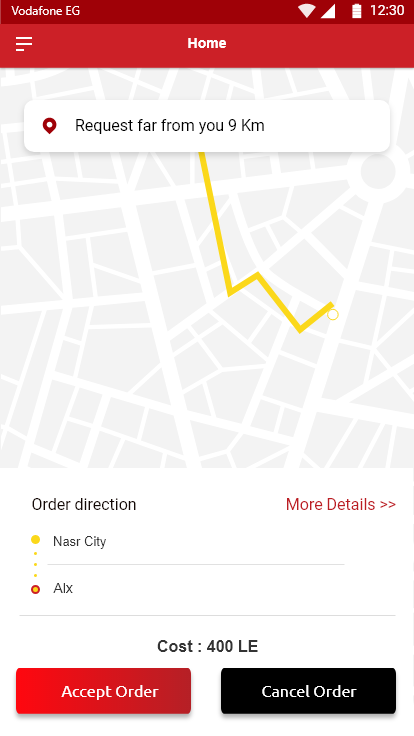 Vodafone EG 12:30
Home
Request far from you 9 Km
Order direction More Details >>
Nasr City
Alx
Cost : 400 LE
Accept Order Cancel Order